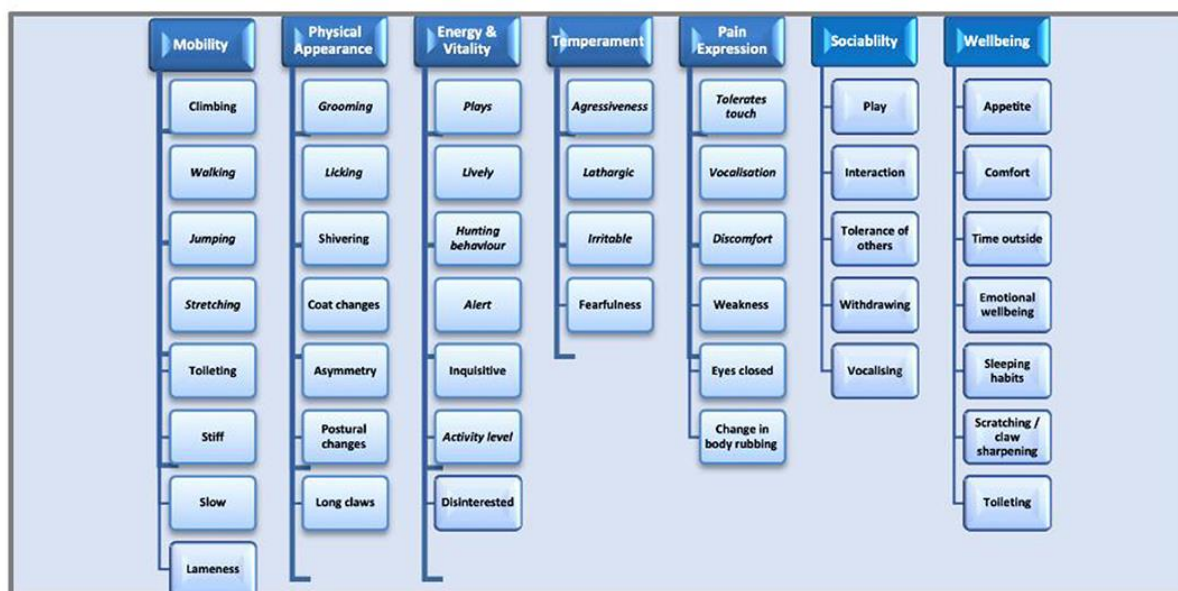 Mobility
Climbing
Walking
Jumping
Stretching
Toileting
Stiff
Slow
Lameness
Physical
Appearance
Grooming
Licking
Shivering
Coat changes
Asymmetry
Postural
changes
Long claws
Energy &
Vitality
Plays
Lively
Hunting
behaviour
Alert
Inquisitive
Activity level
Disinterested
Temperament
Agressiveness
Lathargic
Irritable
Fearfulness
Pain
Expression
Tolerates
touch
Vocalisation
Discomfort
Weakness
Eyes closed
Change in
body rubbing
Sociablilty
Play
Interaction
Tolerance of
others
Withdrawing
Vocalising
Wellbeing
Appetite
Comfort
Time outside
Emotional
wellbeing
Sleeping
habits
Scratching /
claw
sharpening
Toileting